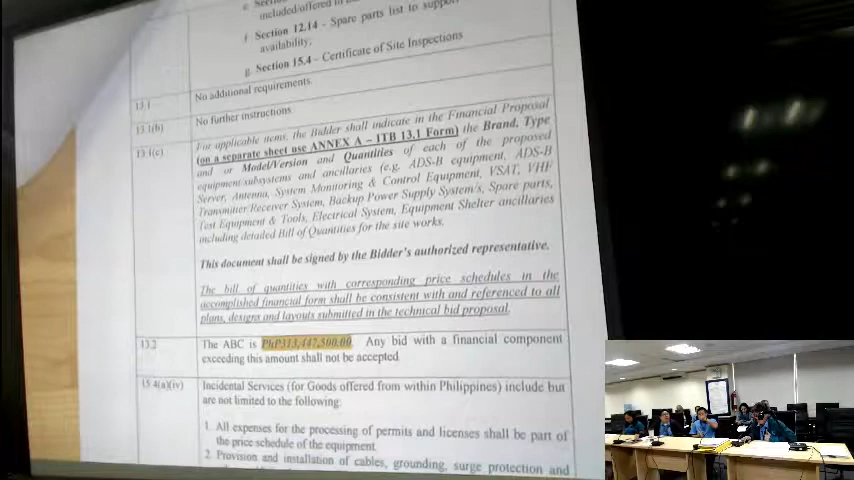 included/offered in
f. Section 12.14 – Spare parts list to support
availability;
g. Section 15.4 – Certificate of Site Inspections
13.1
No additional requirements.
13.1(b)
No further instructions.
13.1(c)
For applicable items, the Bidder shall indicate in the Financial Proposal
(on a separate sheet use ANNEX A – ITB 13.1 Form) the Brand, Type
and or Model/Version and Quantities of each of the proposed
equipment/subsystems and ancillaries (e.g. ADS-B equipment, ADS-B
Server, Antenna, System Monitoring & Control Equipment, VSAT, VHF
Transmitter/Receiver System, Backup Power Supply System/s, Spare parts,
Test Equipment & Tools, Electrical System, Equipment Shelter ancillaries
including detailed Bill of Quantities for the site works.
This document shall be signed by the Bidder's authorized representative.
The bill of quantities with corresponding price schedules in the
accomplished financial form shall be consistent with and referenced to all
plans, designs and layouts submitted in the technical bid proposal.
13.2
The ABC is PhP313,447,500.00. Any bid with a financial component
exceeding this amount shall not be accepted.
15.4(a)(iv)
Incidental Services (for Goods offered from within Philippines) include but
are not limited to the following:
1. All expenses for the processing of permits and licenses shall be part of
the price schedule of the equipment.
2. Provision and installation of cables, grounding, surge protection and